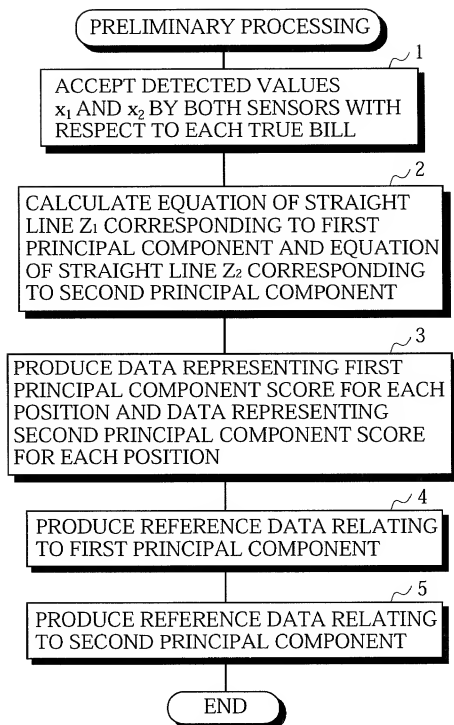 PRELIMINARY PROCESSING
1
ACCEPT DETECTED VALUES
x₁ AND x₂ BY BOTH SENSORS WITH
RESPECT TO EACH TRUE BILL
2
CALCULATE EQUATION OF STRAIGHT
LINE Z₁ CORRESPONDING TO FIRST
PRINCIPAL COMPONENT AND EQUATION
OF STRAIGHT LINE Z₂ CORRESPONDING
TO SECOND PRINCIPAL COMPONENT
3
PRODUCE DATA REPRESENTING FIRST
PRINCIPAL COMPONENT SCORE FOR EACH
POSITION AND DATA REPRESENTING
SECOND PRINCIPAL COMPONENT SCORE
FOR EACH POSITION
4
PRODUCE REFERENCE DATA RELATING
TO FIRST PRINCIPAL COMPONENT
5
PRODUCE REFERENCE DATA RELATING
TO SECOND PRINCIPAL COMPONENT
END